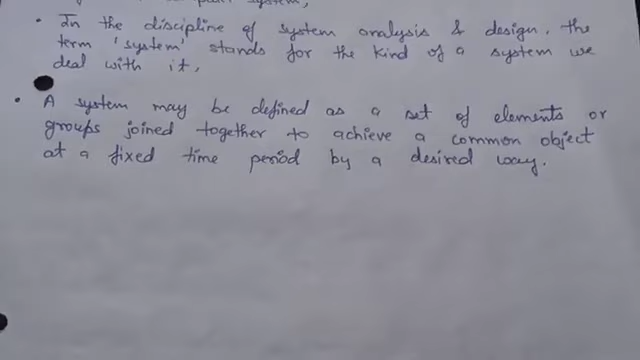 system,
• In the discipline of system analysis & design, the
term 'system' stands for the kind of a system we
deal with it,
• A system may be defined as a set of elements or
groups joined together to achieve a common object
at a fixed time period by a desired way.